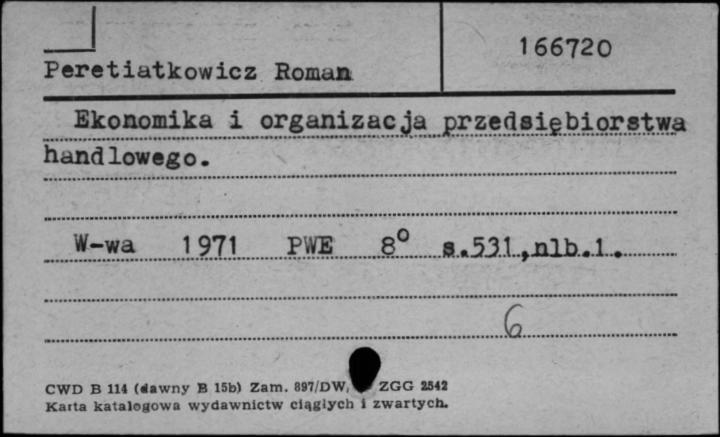 166720
Peretiatkowicz Roman
Ekonomika i organizacja przedsiębiorstwa
handlowego.
W-wa 1971 PWE 8° s.531,nlb.1.
6
CWD B 114 (dawny B 15b) Zam. 897/DW, ZGG 2542
Karta katalogowa wydawnictw ciągłych i zwartych.